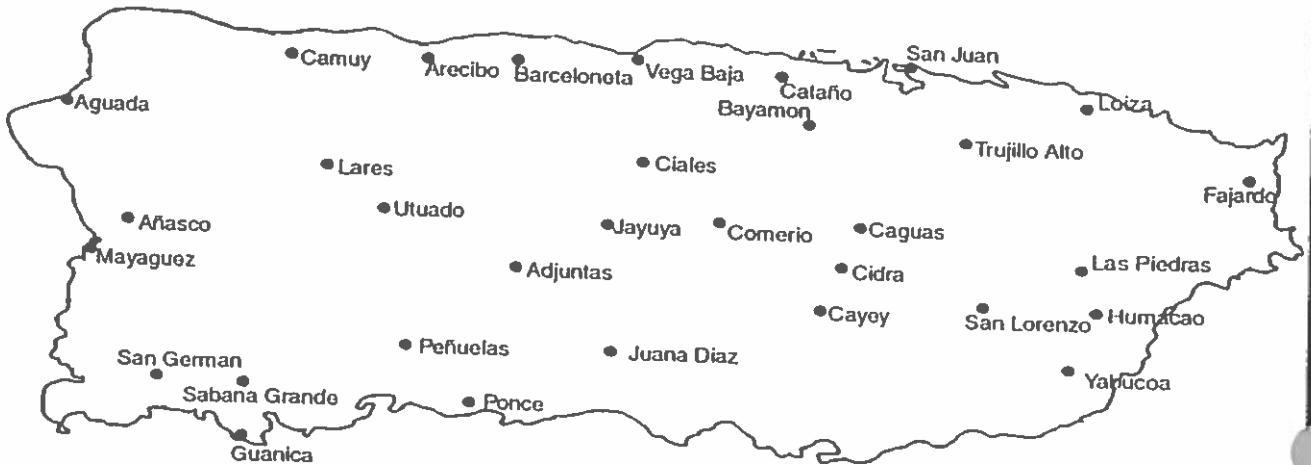 San Juan
Camuy
Arecibo
Barceloneta
Vega Baja
Cataño
Aguada
Bayamon
Loiza
Trujillo Alto
Lares
Ciales
Fajardo
Utuado
Añasco
Jayuya
Comerio
Caguas
Mayaguez
Adjuntas
Cidra
Las Piedras
Cayey
San Lorenzo
Humacao
Peñuelas
Juana Diaz
San German
Yabucoa
Sabana Grande
Ponce
Guanica